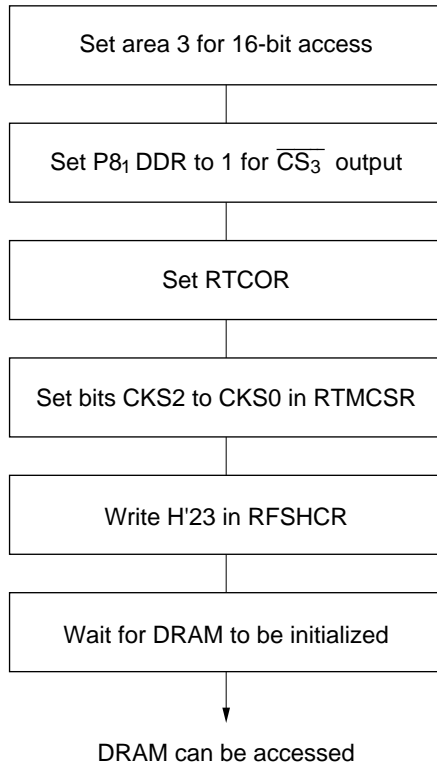 Set area 3 for 16-bit access
Set P8₁ DDR to 1 for C̅S̅₃̅ output
Set RTCOR
Set bits CKS2 to CKS0 in RTMCSR
Write H'23 in RFSHCR
Wait for DRAM to be initialized
DRAM can be accessed